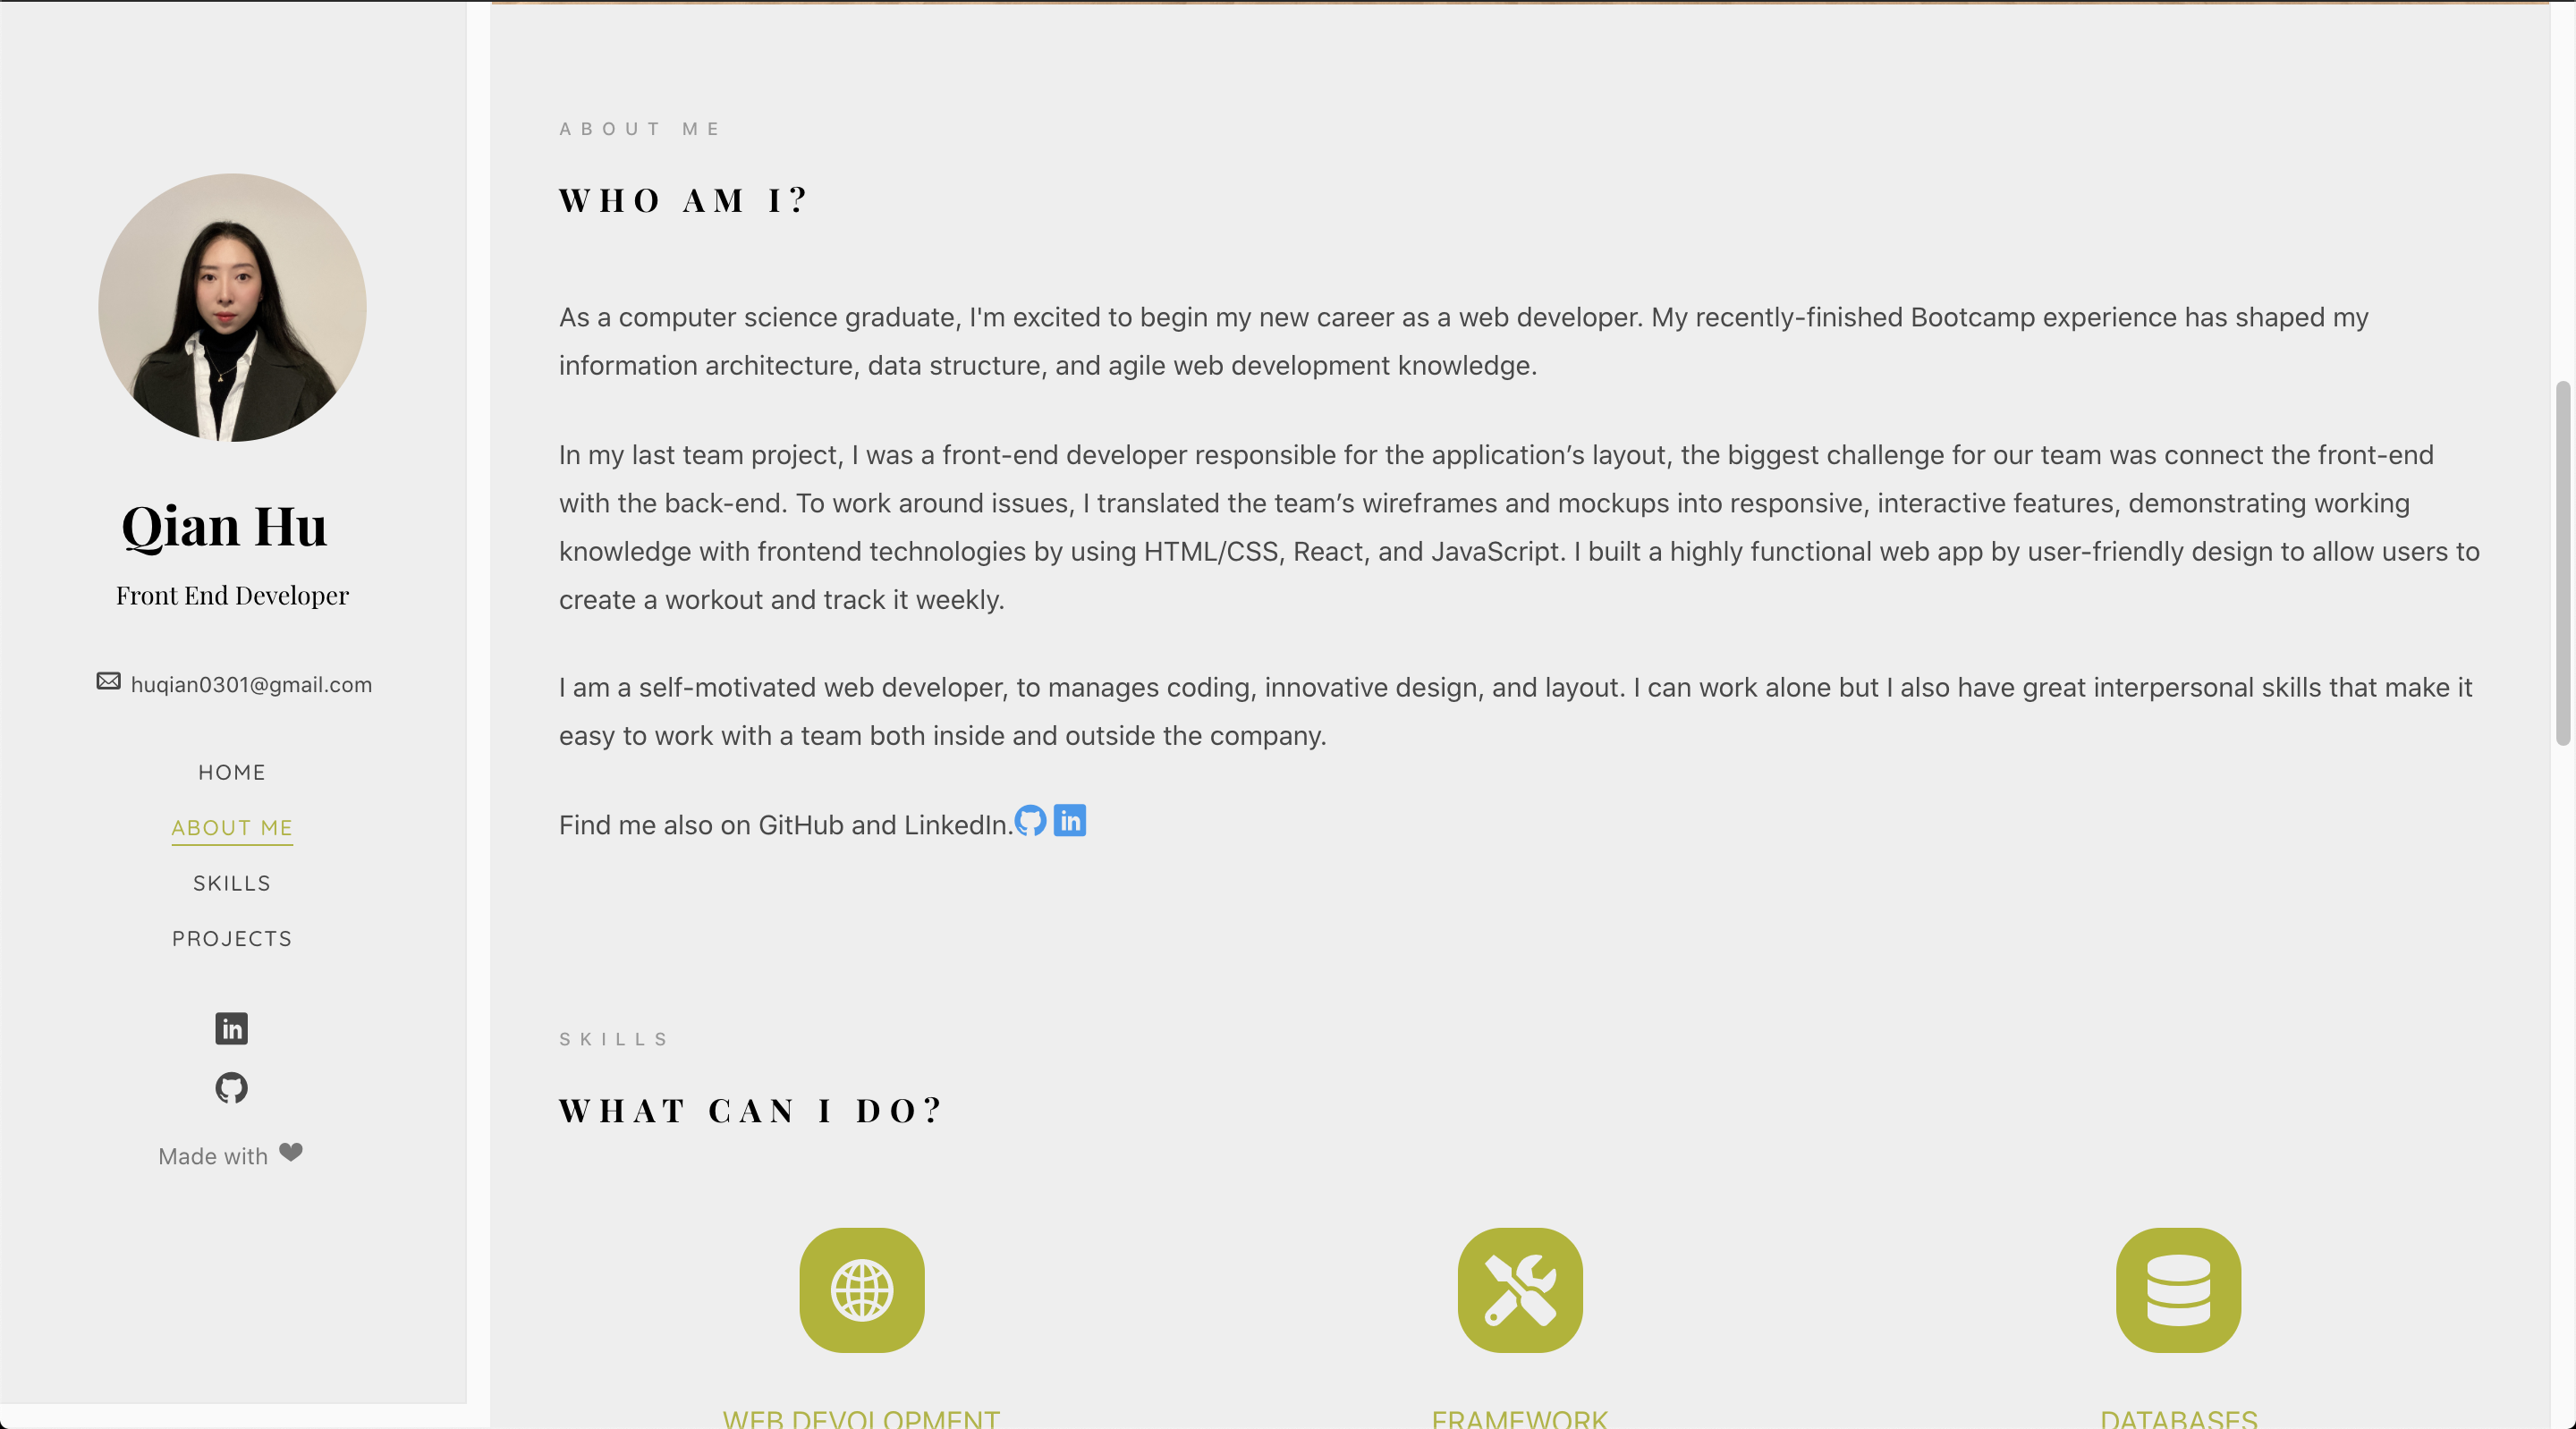 Qian Hu
Front End Developer
huqian0301@gmail.com
HOME
ABOUT ME
SKILLS
PROJECTS
in
Made with
ABOUT ME
WHO AM I?
As a computer science graduate, I'm excited to begin my new career as a web developer. My recently-finished Bootcamp experience has shaped my
information architecture, data structure, and agile web development knowledge.
In my last team project, I was a front-end developer responsible for the application’s layout, the biggest challenge for our team was connect the front-end
with the back-end. To work around issues, I translated the team’s wireframes and mockups into responsive, interactive features, demonstrating working
knowledge with frontend technologies by using HTML/CSS, React, and JavaScript. I built a highly functional web app by user-friendly design to allow users to
create a workout and track it weekly.
I am a self-motivated web developer, to manages coding, innovative design, and layout. I can work alone but I also have great interpersonal skills that make it
easy to work with a team both inside and outside the company.
Find me also on GitHub and LinkedIn. in
SKILLS
WHAT CAN I DO?
WEB DEVOLOPMENT FRAMEWORK DATABASES